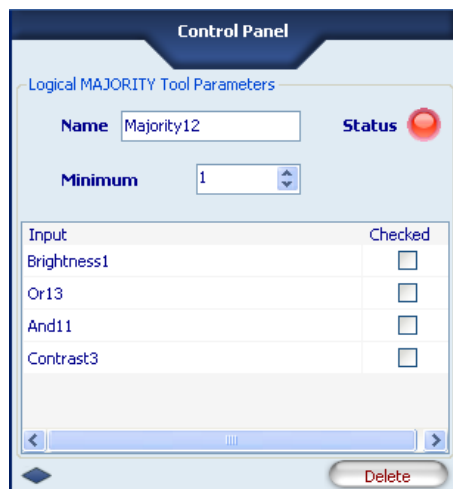 Control Panel
Logical MAJORITY Tool Parameters
Name Majority12 Status
Minimum 1
Input Checked
Brightness1
Or13
And11
Contrast3
Delete